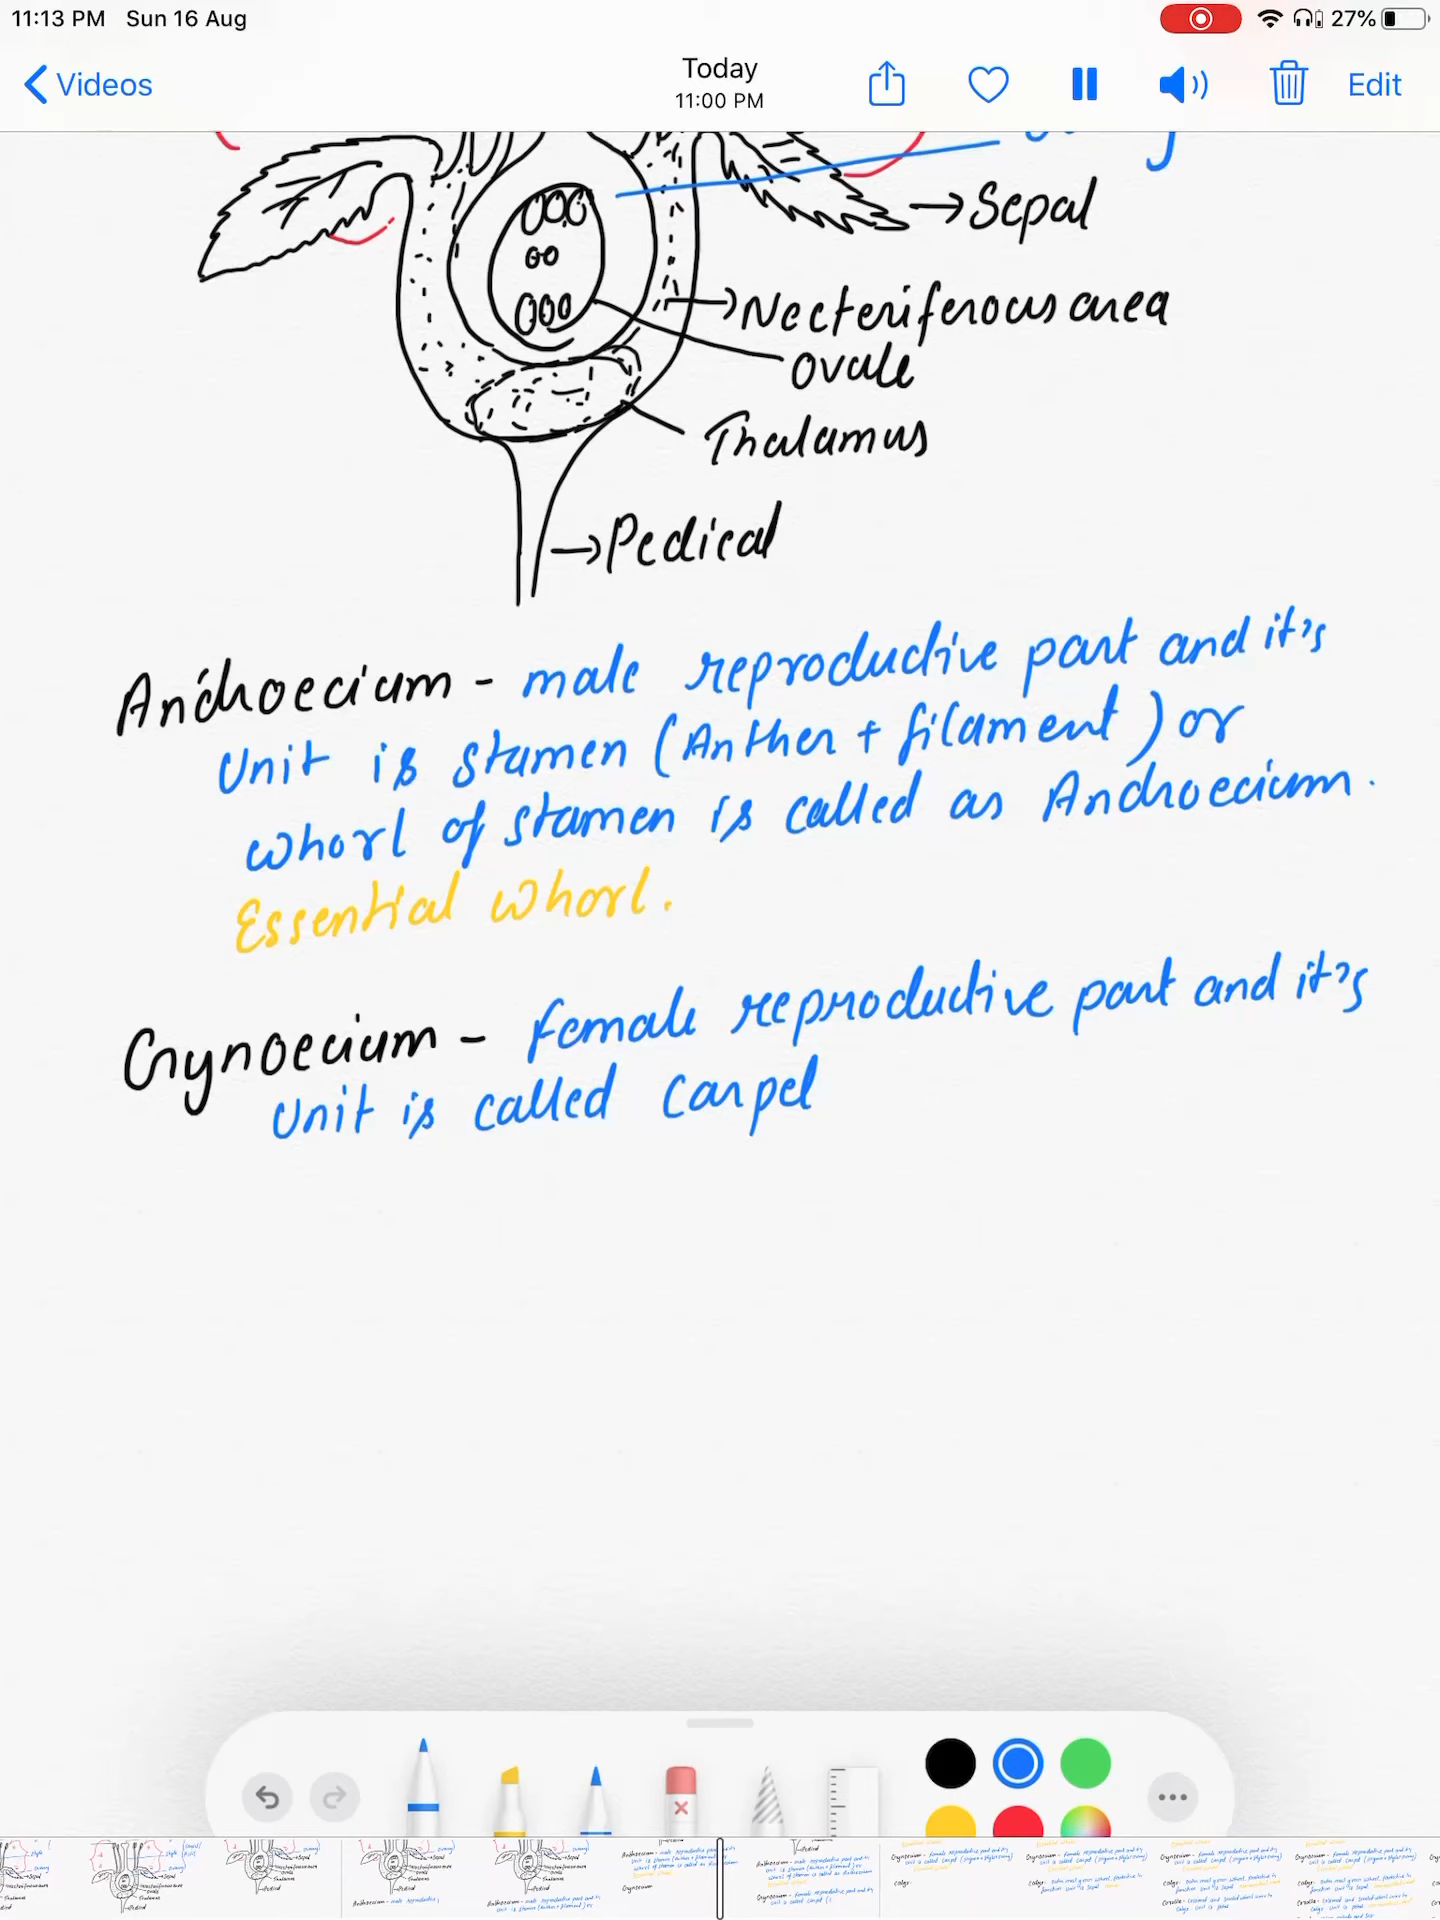 11:13 PM Sun 16 Aug 27%
Videos
Today
11:00 PM
Edit
Sepal
Necteriferous area
ovule
Thalamus
Pedical
Androecium - male reproductive part and it's
Unit is stamen (Anther + filament) or
whorl of stamen is called as Androecium.
Essential whorl.
Gynoecium - female reproductive part and it's
Unit is called Carpel